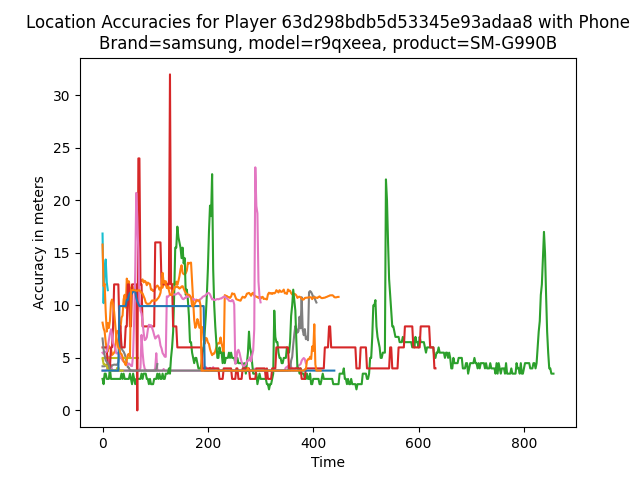 Location Accuracies for Player 63d298bdb5d53345e93adaa8 with Phone
Brand=samsung, model=r9qxeea, product=SM-G990B
30
25
20
15
10
5
0
Accuracy in meters
0 200 400 600 800
Time